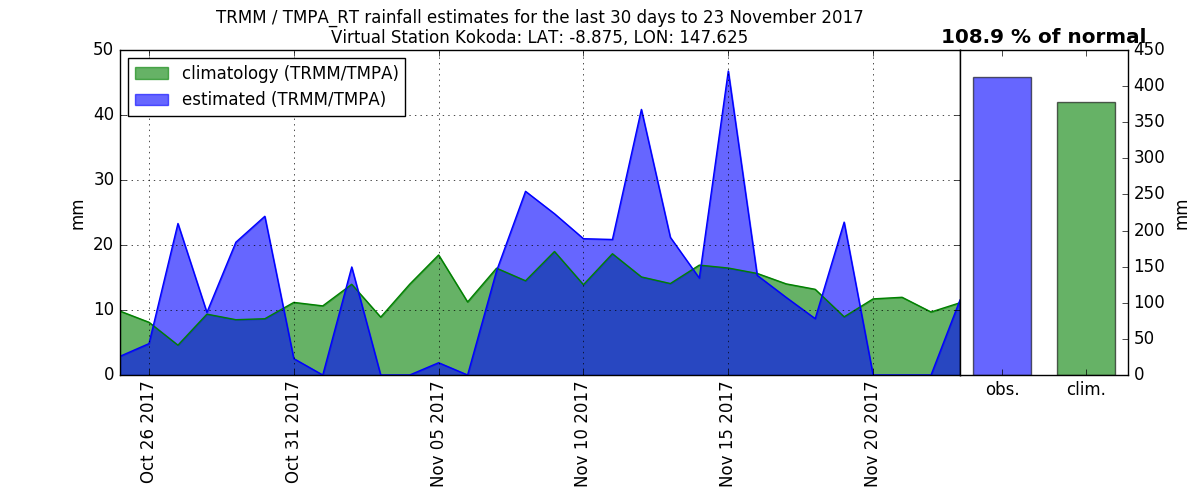 TRMM / TMPA_RT rainfall estimates for the last 30 days to 23 November 2017
Virtual Station Kokoda: LAT: -8.875, LON: 147.625
108.9 % of normal
climatology (TRMM/TMPA)
estimated (TRMM/TMPA)
50
40
30
20
10
0
mm
Oct 26 2017
Oct 31 2017
Nov 05 2017
Nov 10 2017
Nov 15 2017
Nov 20 2017
obs.
clim.
450
400
350
300
250
200
150
100
50
0
mm